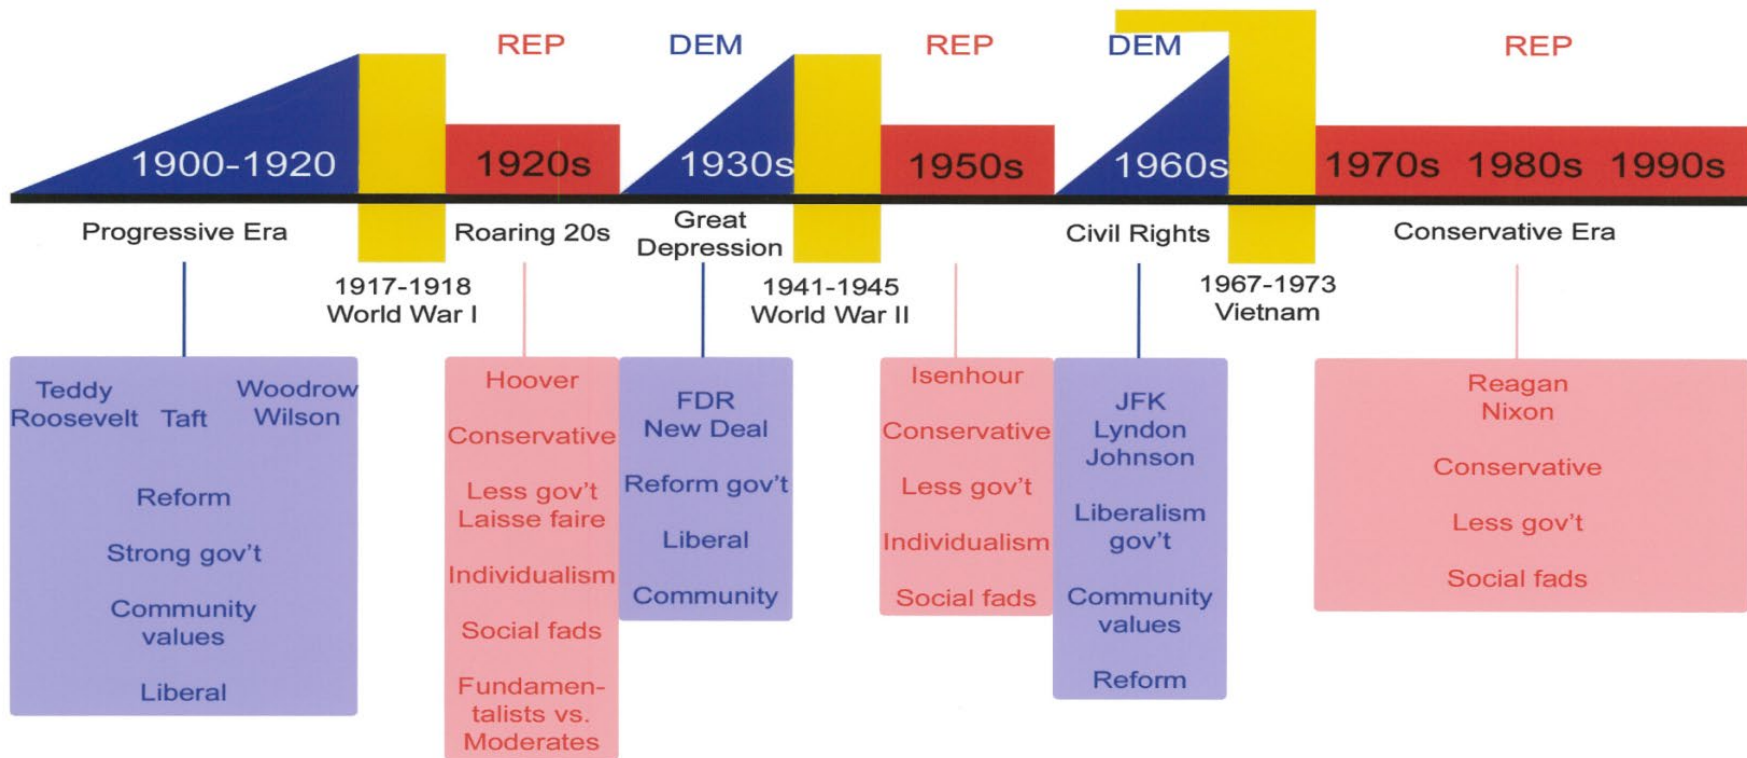 REP
DEM
REP
DEM
REP
1900-1920
1920s
1930s
1950s
1960s
1970s
1980s
1990s
Progressive Era
Roaring 20s
Great
Depression
Civil Rights
Conservative Era
1917-1918
World War I
1941-1945
World War II
1967-1973
Vietnam
Teddy
Roosevelt
Taft
Woodrow
Wilson
Reform
Strong gov't
Community
values
Liberal
Hoover
Conservative
Less gov't
Laisse faire
Individualism
Social fads
Fundamen-
talists vs.
Moderates
FDR
New Deal
Reform gov't
Liberal
Community
Isenhour
Conservative
Less gov't
Individualism
Social fads
JFK
Lyndon
Johnson
Liberalism
gov't
Community
values
Reform
Reagan
Nixon
Conservative
Less gov't
Social fads